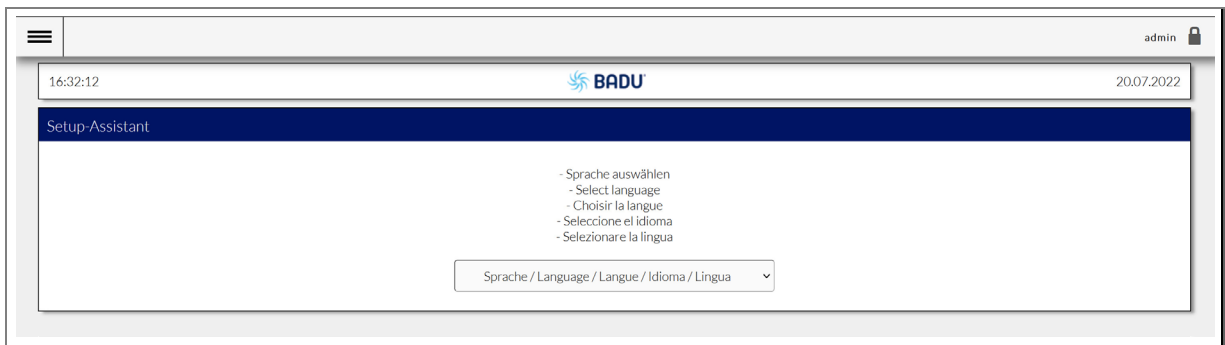 admin
16:32:12
BADU
20.07.2022
Setup-Assistant
- Sprache auswählen
- Select language
- Choisir la langue
- Seleccione el idioma
- Selezionare la lingua
Sprache / Language / Langue / Idioma / Lingua